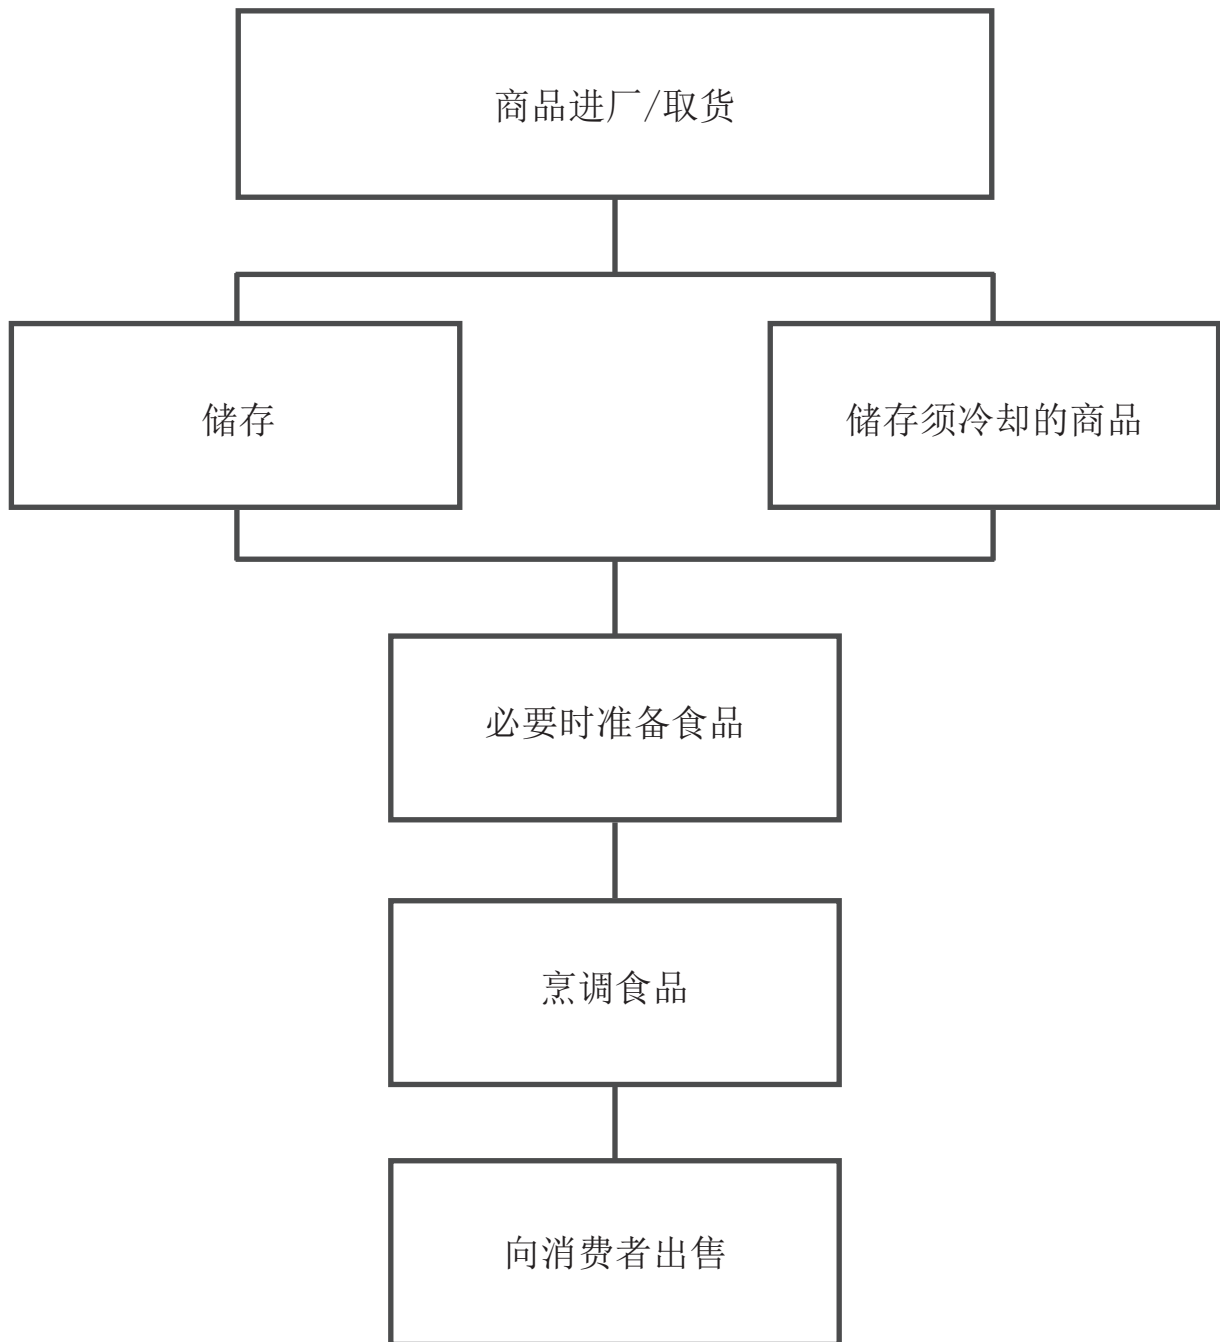 商品进厂/取货
储存
储存须冷却的商品
必要时准备食品
烹调食品
向消费者出售